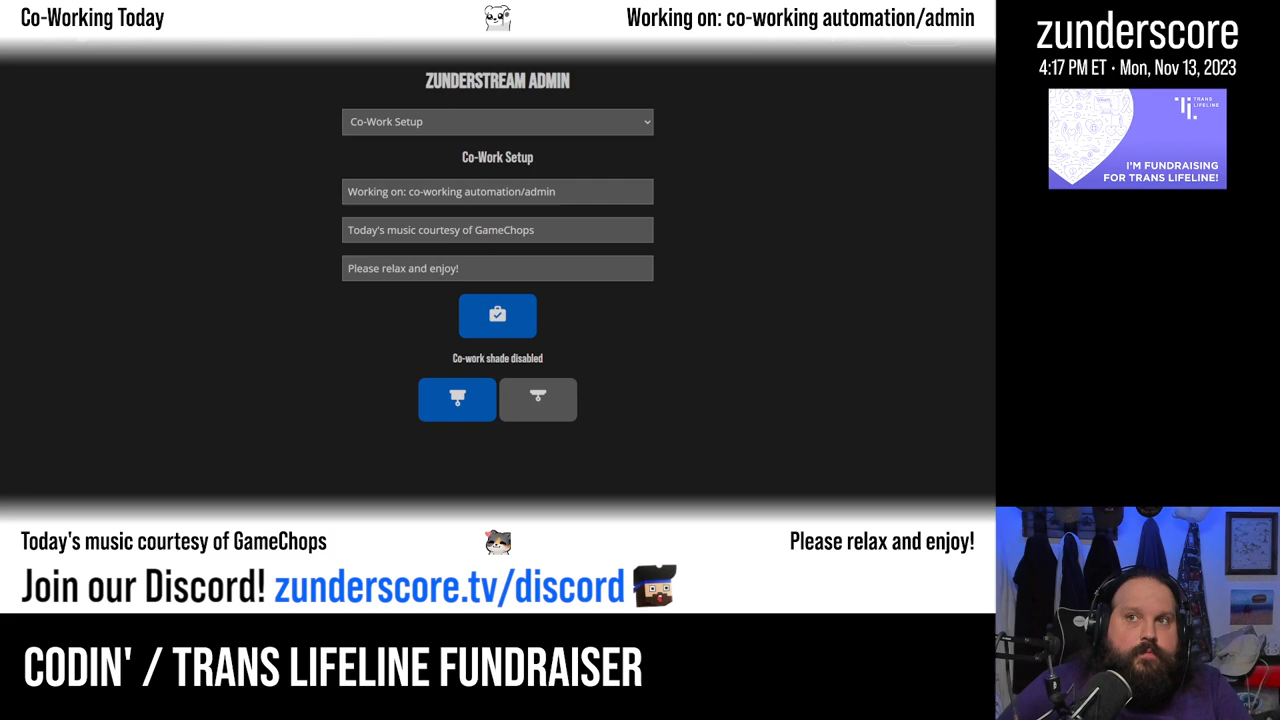 Co-Working Today
Working on: co-working automation/admin
zunderscore
4:17 PM ET · Mon, Nov 13, 2023
TRANS
LIFELINE
I'M FUNDRAISING
FOR TRANS LIFELINE!
ZUNDERSTREAM ADMIN
Co-Work Setup
Co-Work Setup
Working on: co-working automation/admin
Today's music courtesy of GameChops
Please relax and enjoy!
Co-work shade disabled
Today's music courtesy of GameChops
Please relax and enjoy!
Join our Discord! zunderscore.tv/discord
CODIN' / TRANS LIFELINE FUNDRAISER